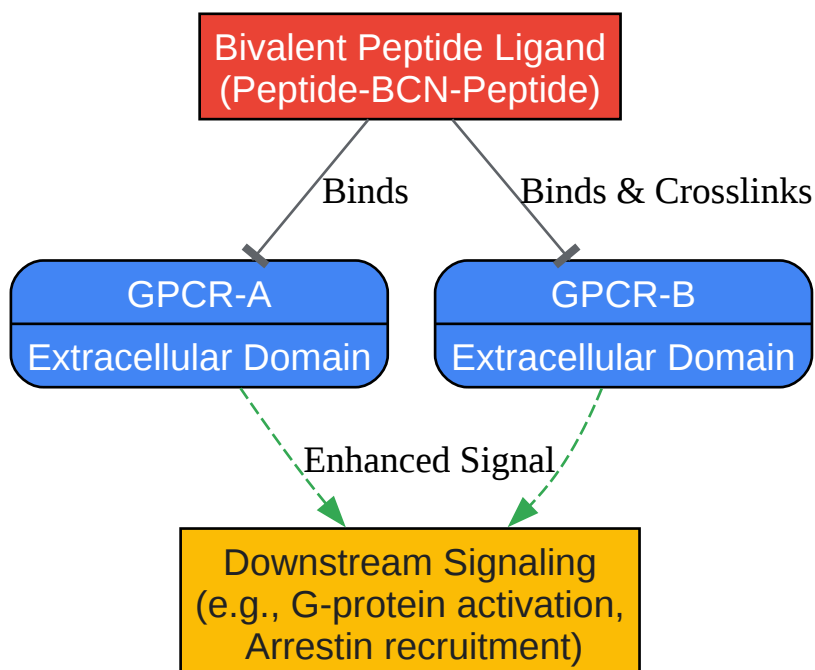 Bivalent Peptide Ligand
(Peptide-BCN-Peptide)
Binds
Binds & Crosslinks
GPCR-A
Extracellular Domain
GPCR-B
Extracellular Domain
Enhanced Signal
Downstream Signaling
(e.g., G-protein activation,
Arrestin recruitment)